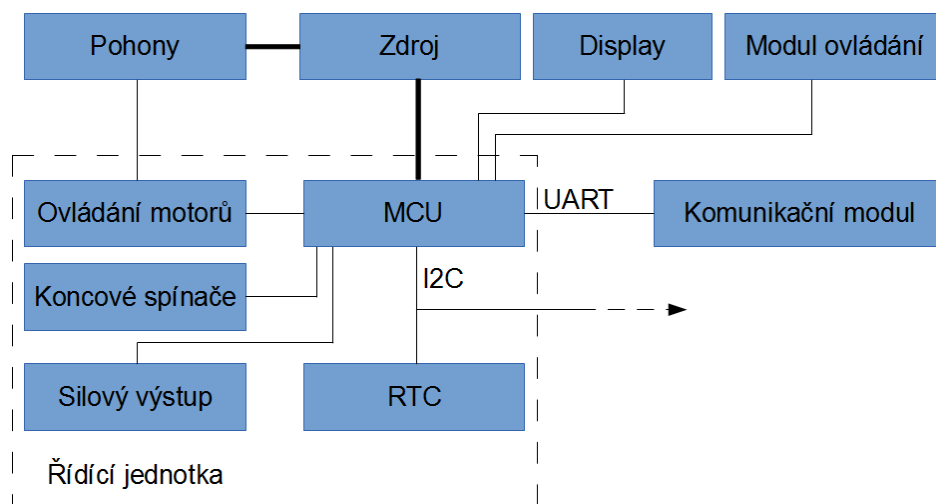 Pohony
Zdroj
Display
Modul ovládání
Ovládání motorů
MCU
UART
Komunikační modul
Koncové spínače
I2C
Silový výstup
RTC
Řídící jednotka